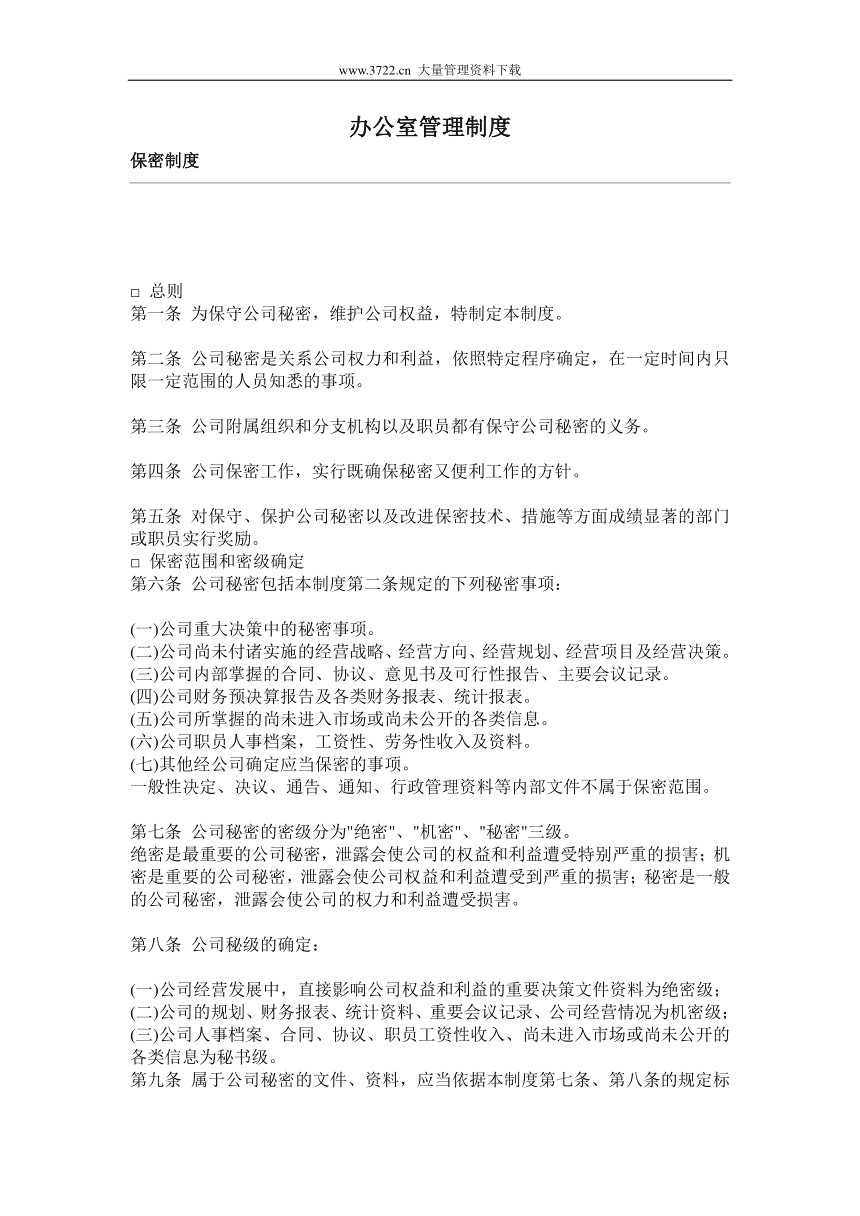 www.3722.cn 大量管理资料下载
办公室管理制度
保密制度
□ 总则
第一条 为保守公司秘密，维护公司权益，特制定本制度。
第二条 公司秘密是关系公司权力和利益，依照特定程序确定，在一定时间内只
限一定范围的人员知悉的事项。
第三条 公司附属组织和分支机构以及职员都有保守公司秘密的义务。
第四条 公司保密工作，实行既确保秘密又便利工作的方针。
第五条 对保守、保护公司秘密以及改进保密技术、措施等方面成绩显著的部门
或职员实行奖励。
□ 保密范围和密级确定
第六条 公司秘密包括本制度第二条规定的下列秘密事项：
(一)公司重大决策中的秘密事项。
(二)公司尚未付诸实施的经营战略、经营方向、经营规划、经营项目及经营决策。
(三)公司内部掌握的合同、协议、意见书及可行性报告、主要会议记录。
(四)公司财务预决算报告及各类财务报表、统计报表。
(五)公司所掌握的尚未进入市场或尚未公开的各类信息。
(六)公司职员人事档案，工资性、劳务性收入及资料。
(七)其他经公司确定应当保密的事项。
一般性决定、决议、通告、通知、行政管理资料等内部文件不属于保密范围。
第七条 公司秘密的密级分为"绝密"、"机密"、"秘密"三级。
绝密是最重要的公司秘密，泄露会使公司的权益和利益遭受特别严重的损害；机
密是重要的公司秘密，泄露会使公司权益和利益遭受到严重的损害；秘密是一般
的公司秘密，泄露会使公司的权力和利益遭受损害。
第八条 公司秘级的确定：
(一)公司经营发展中，直接影响公司权益和利益的重要决策文件资料为绝密级；
(二)公司的规划、财务报表、统计资料、重要会议记录、公司经营情况为机密级；
(三)公司人事档案、合同、协议、职员工资性收入、尚未进入市场或尚未公开的
各类信息为秘书级。
第九条 属于公司秘密的文件、资料，应当依据本制度第七条、第八条的规定标